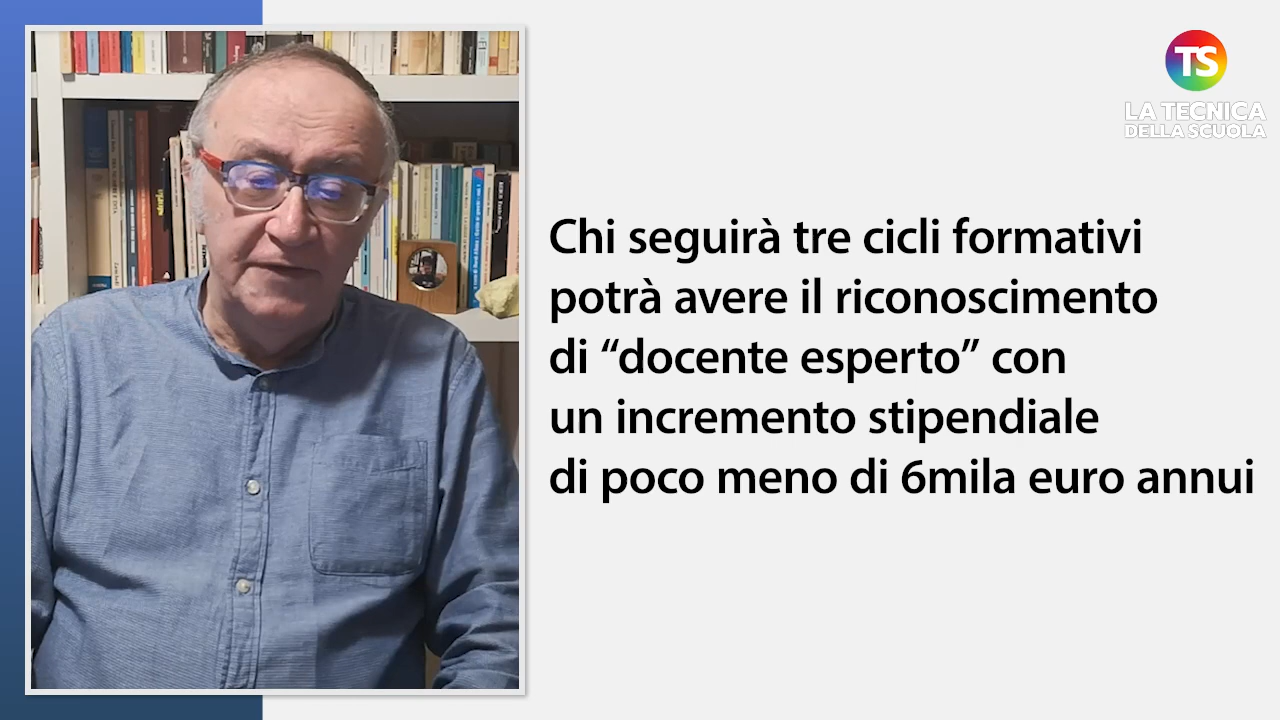 TS
LA TECNICA
DELLA SCUOLA
Chi seguirà tre cicli formativi
potrà avere il riconoscimento
di “docente esperto” con
un incremento stipendiale
di poco meno di 6mila euro annui